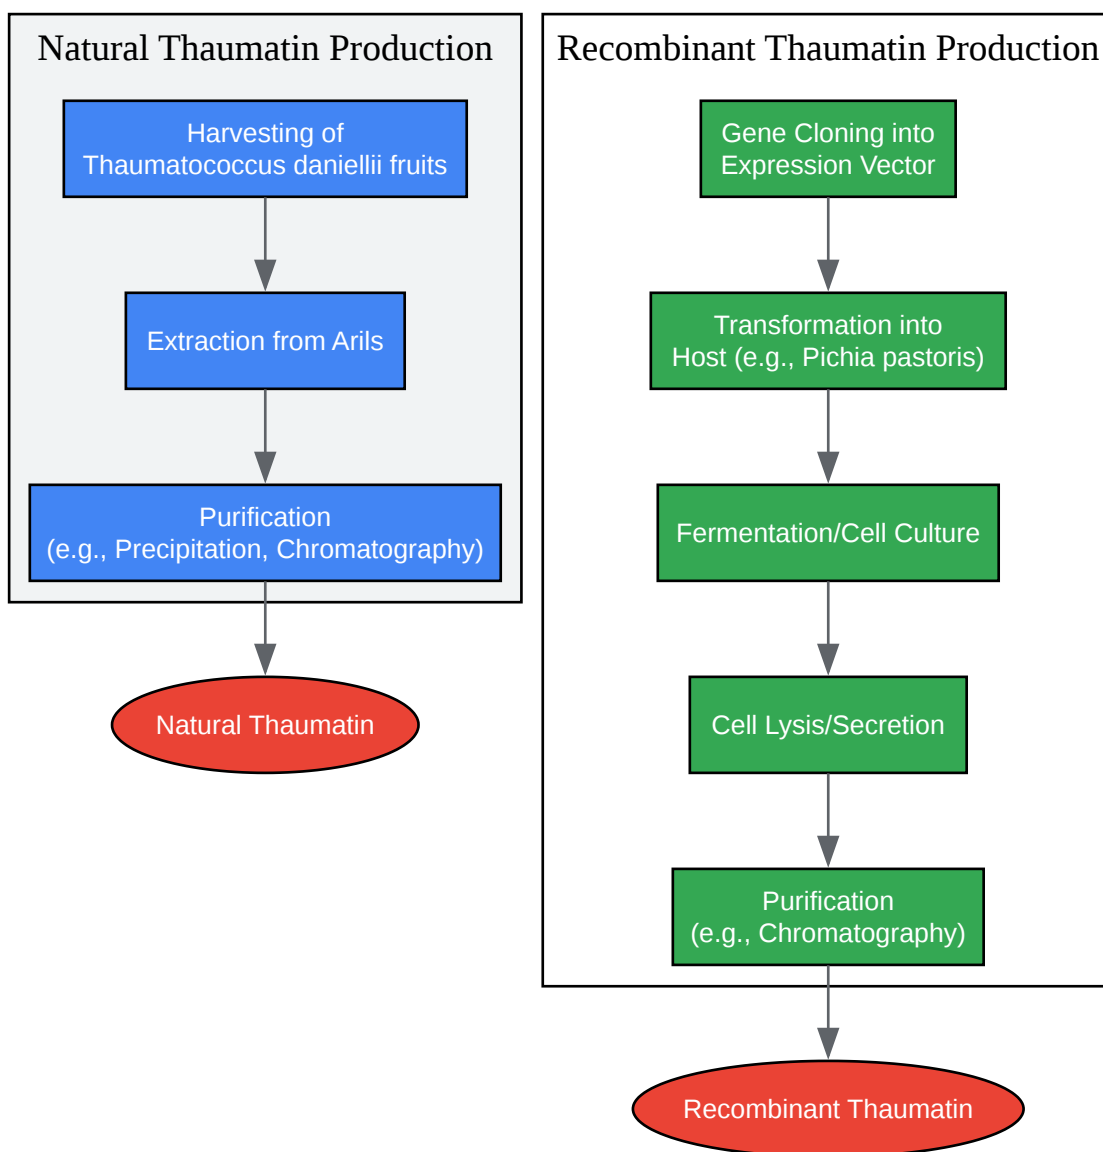 Natural Thaumatin Production
Harvesting of
Thaumatococcus daniellii fruits
Extraction from Arils
Purification
(e.g., Precipitation, Chromatography)
Natural Thaumatin
Recombinant Thaumatin Production
Gene Cloning into
Expression Vector
Transformation into
Host (e.g., Pichia pastoris)
Fermentation/Cell Culture
Cell Lysis/Secretion
Purification
(e.g., Chromatography)
Recombinant Thaumatin